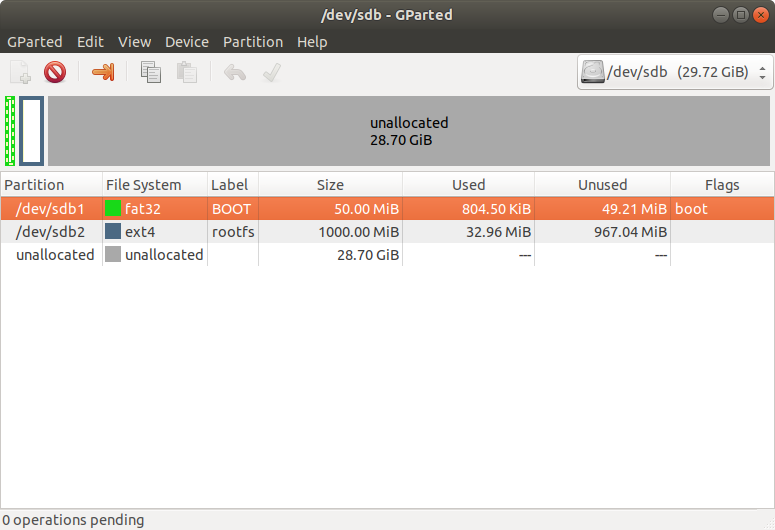 /dev/sdb - GParted
GParted Edit View Device Partition Help
/dev/sdb (29.72 GiB)
unallocated
28.70 GiB
Partition File System Label Size Used Unused Flags
/dev/sdb1 fat32 BOOT 50.00 MiB 804.50 KiB 49.21 MiB boot
/dev/sdb2 ext4 rootfs 1000.00 MiB 32.96 MiB 967.04 MiB
unallocated unallocated 28.70 GiB --- ---
0 operations pending